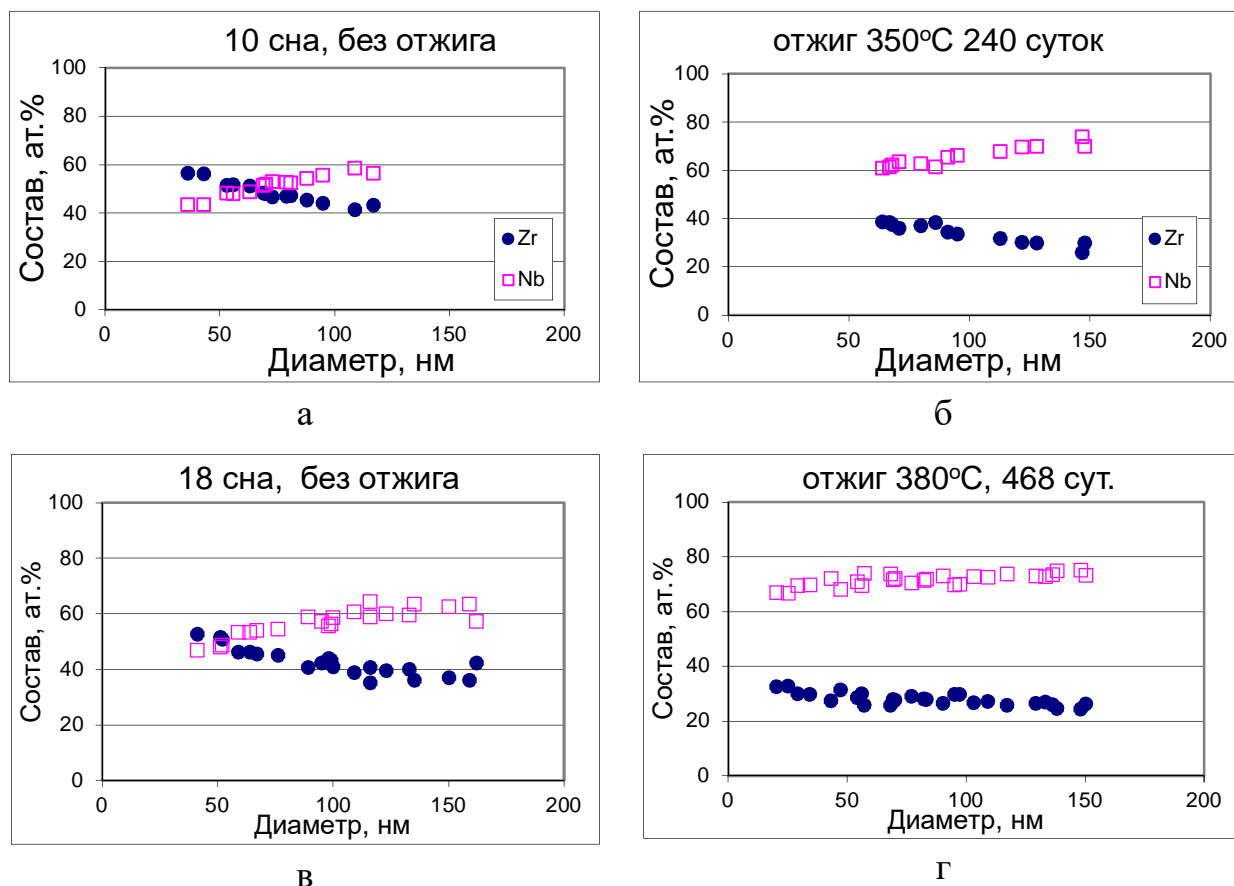 10 сна, без отжига
Состав, ат.%
100
80
60
40
20
0
Zr
Nb
0 50 100 150 200
Диаметр, нм
а
отжиг 350°С 240 суток
Состав, ат.%
100
80
60
40
20
0
Zr
Nb
0 50 100 150 200
Диаметр, нм
б
18 сна, без отжига
Состав, ат.%
100
80
60
40
20
0
0 50 100 150 200
Диаметр, нм
в
отжиг 380°С, 468 сут.
Состав, ат.%
100
80
60
40
20
0
0 50 100 150 200
Диаметр, нм
г